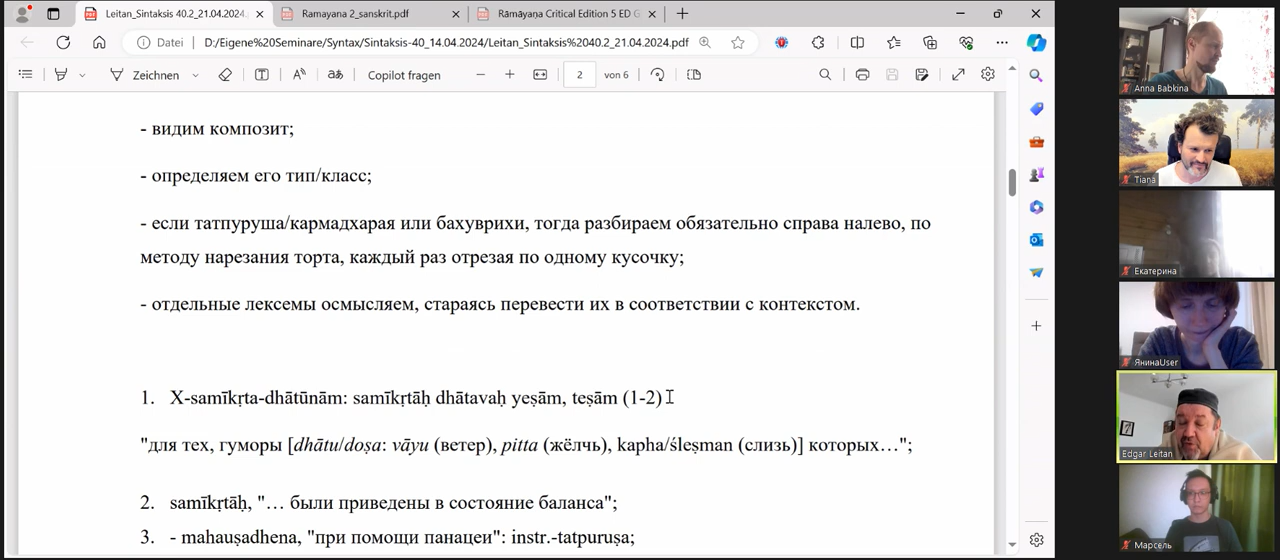 Leitan_Sintaksis 40.2_21.04.2024.
Ramayana 2_sanskrit.pdf
Rāmāyaṇa Critical Edition 5 ED G
Datei
D:/Eigene%20Seminare/Syntax/Sintaksis-40_14.04.2024/Leitan_Sintaksis%2040.2_21.04.2024.pdf
Zeichnen
aあ
Copilot fragen
2
von 6
- видим композит;
- определяем его тип/класс;
- если татпуруша/кармадхарая или бахуврихи, тогда разбираем обязательно справа налево, по
методу нарезания торта, каждый раз отрезая по одному кусочку;
- отдельные лексемы осмысляем, стараясь перевести их в соответствии с контекстом.
1. X-samīkṛta-dhātūnām: samīkṛtāḥ dhātavaḥ yeṣām, teṣām (1-2)
"для тех, гуморы [dhātu/doṣa: vāyu (ветер), pitta (жёлчь), kapha/śleṣman (слизь)] которых…";
2. samīkṛtāḥ, "… были приведены в состояние баланса";
3. - mahauṣadhena, "при помощи панацеи": instr.-tatpuruṣa;
Anna Babkina
Tiana
Екатерина
ЯнинаUser
Edgar Leitan
Марсель